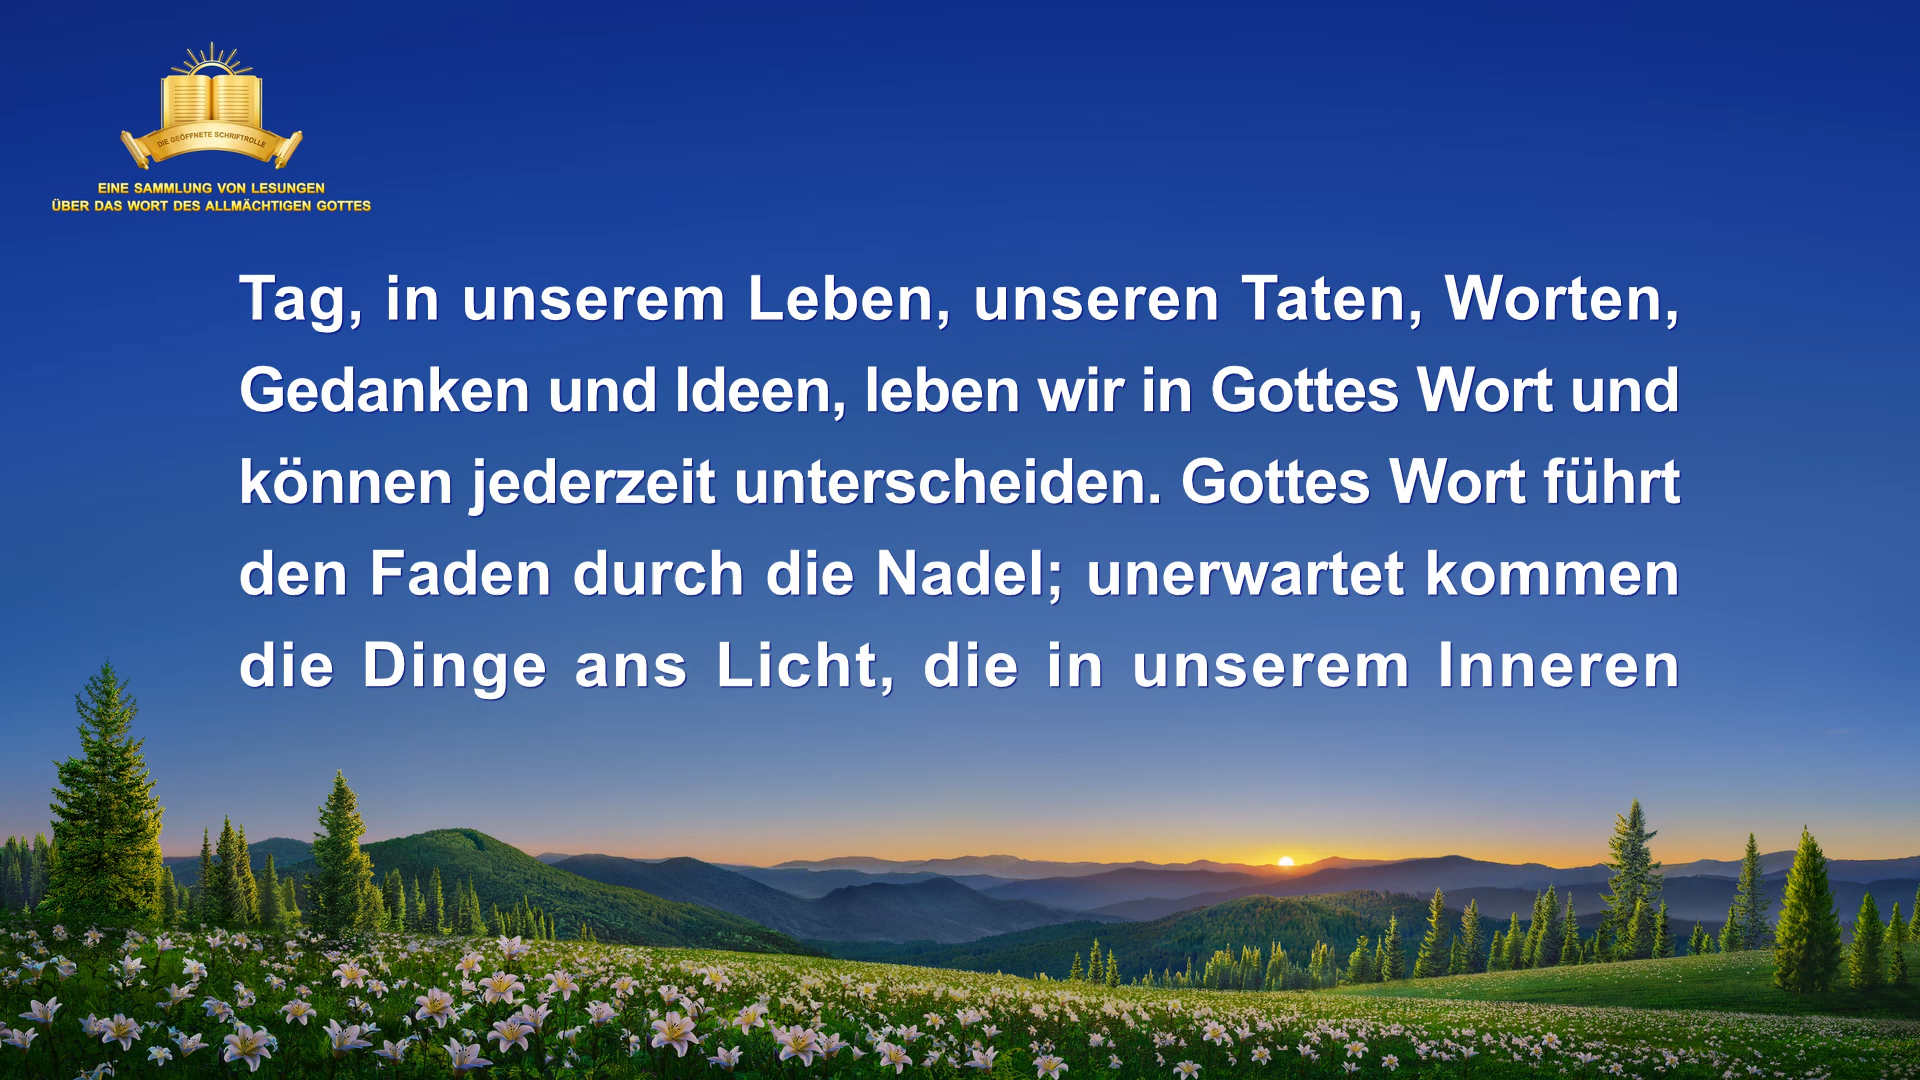 DIE GEÖFFNETE SCHRIFTROLLE
EINE SAMMLUNG VON LESUNGEN
ÜBER DAS WORT DES ALLMÄCHTIGEN GOTTES
Tag, in unserem Leben, unseren Taten, Worten,
Gedanken und Ideen, leben wir in Gottes Wort und
können jederzeit unterscheiden. Gottes Wort führt
den Faden durch die Nadel; unerwartet kommen
die Dinge ans Licht, die in unserem Inneren